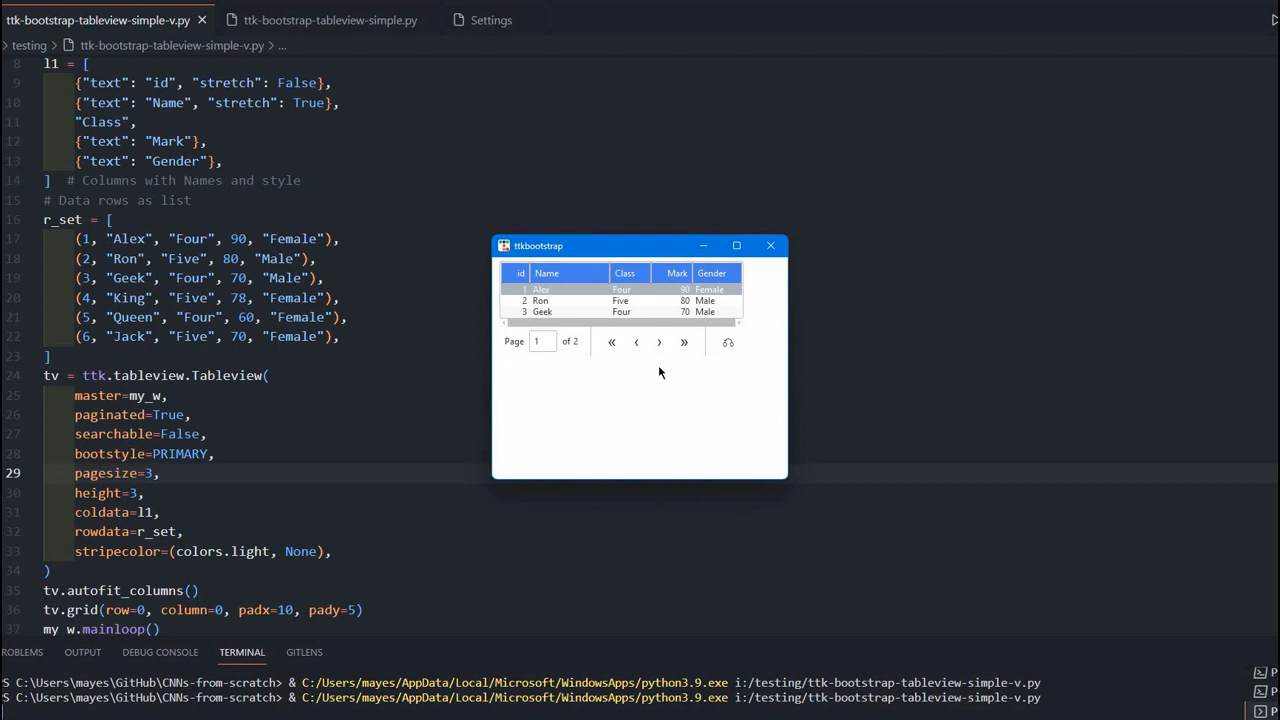 ttk-bootstrap-tableview-simple-v.py ttk-bootstrap-tableview-simple.py Settings
testing > ttk-bootstrap-tableview-simple-v.py > ...
8 l1 = [
9 {"text": "id", "stretch": False},
10 {"text": "Name", "stretch": True},
11 "Class",
12 {"text": "Mark"},
13 {"text": "Gender"},
14 ] # Columns with Names and style
15 # Data rows as list
16 r_set = [
17 (1, "Alex", "Four", 90, "Female"),
18 (2, "Ron", "Five", 80, "Male"),
19 (3, "Geek", "Four", 70, "Male"),
20 (4, "King", "Five", 78, "Female"),
21 (5, "Queen", "Four", 60, "Female"),
22 (6, "Jack", "Five", 70, "Female"),
23 ]
24 tv = ttk.tableview.Tableview(
25 master=my_w,
26 paginated=True,
27 searchable=False,
28 bootstyle=PRIMARY,
29 pagesize=3,
30 height=3,
31 coldata=l1,
32 rowdata=r_set,
33 stripecolor=(colors.light, None),
34 )
35 tv.autofit_columns()
36 tv.grid(row=0, column=0, padx=10, pady=5)
37 my_w.mainloop()
ttkbootstrap
id Name Class Mark Gender
1 Alex Four 90 Female
2 Ron Five 80 Male
3 Geek Four 70 Male
Page 1 of 2 « ‹ › »
ROBLEMS OUTPUT DEBUG CONSOLE TERMINAL GITLENS
PS C:\Users\mayes\GitHub\CNNs-from-scratch> & C:/Users/mayes/AppData/Local/Microsoft/WindowsApps/python3.9.exe i:/testing/ttk-bootstrap-tableview-simple-v.py
PS C:\Users\mayes\GitHub\CNNs-from-scratch> & C:/Users/mayes/AppData/Local/Microsoft/WindowsApps/python3.9.exe i:/testing/ttk-bootstrap-tableview-simple-v.py